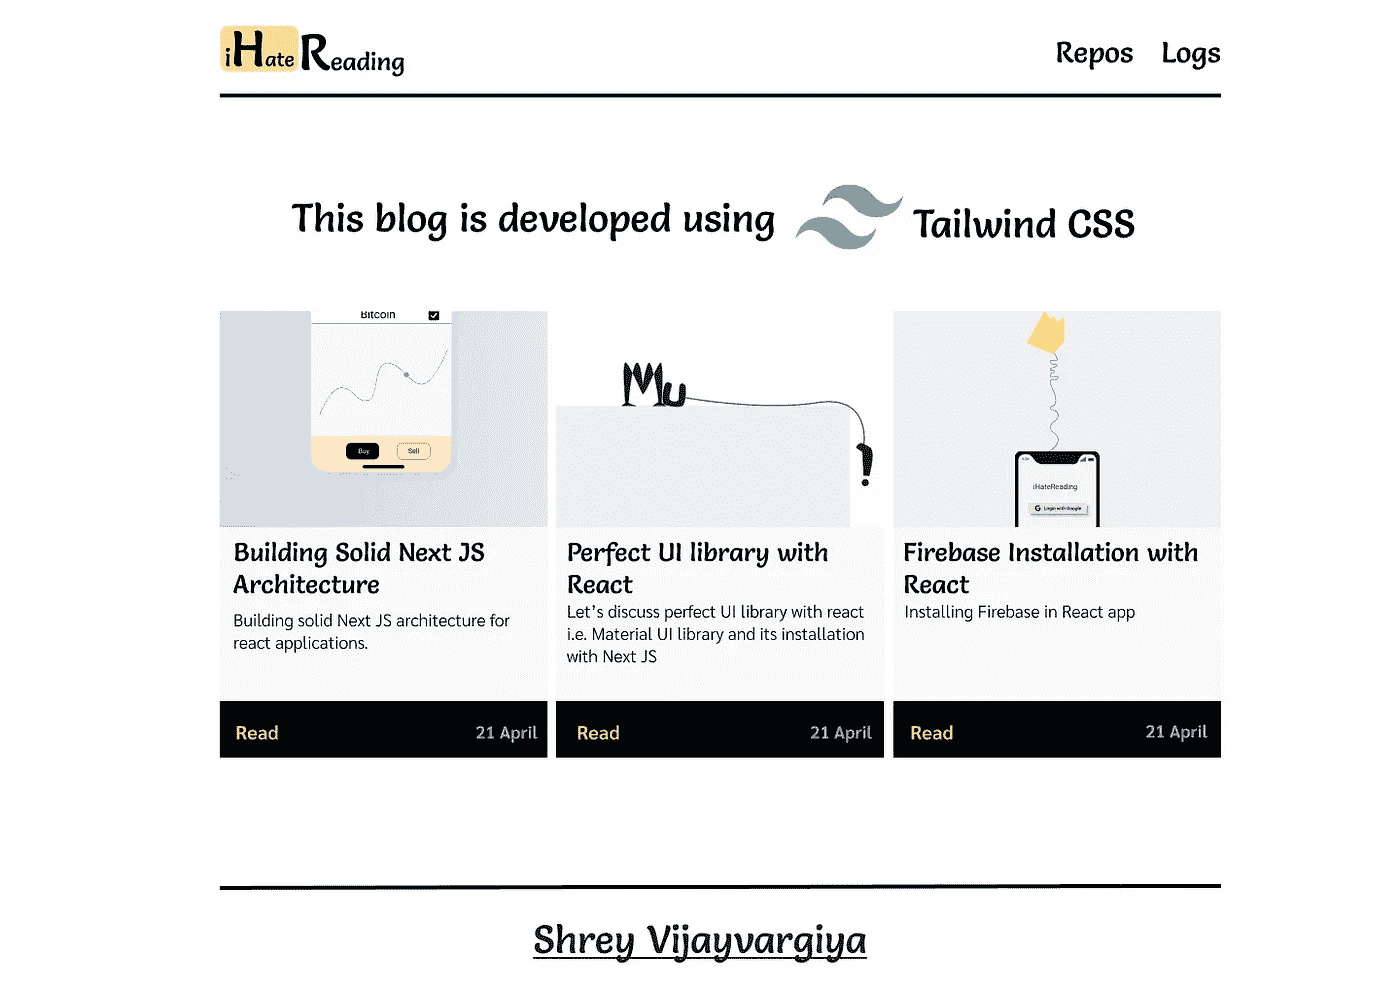 iHate Reading
Repos Logs
This blog is developed using Tailwind CSS
Bitcoin
Buy Sell
Mu
!
iHateReading
G Login with Google
Building Solid Next JS
Architecture
Building solid Next JS architecture for
react applications.
Read 21 April
Perfect UI library with
React
Let's discuss perfect UI library with react
i.e. Material UI library and its installation
with Next JS
Read 21 April
Firebase Installation with
React
Installing Firebase in React app
Read 21 April
Shrey Vijayvargiya